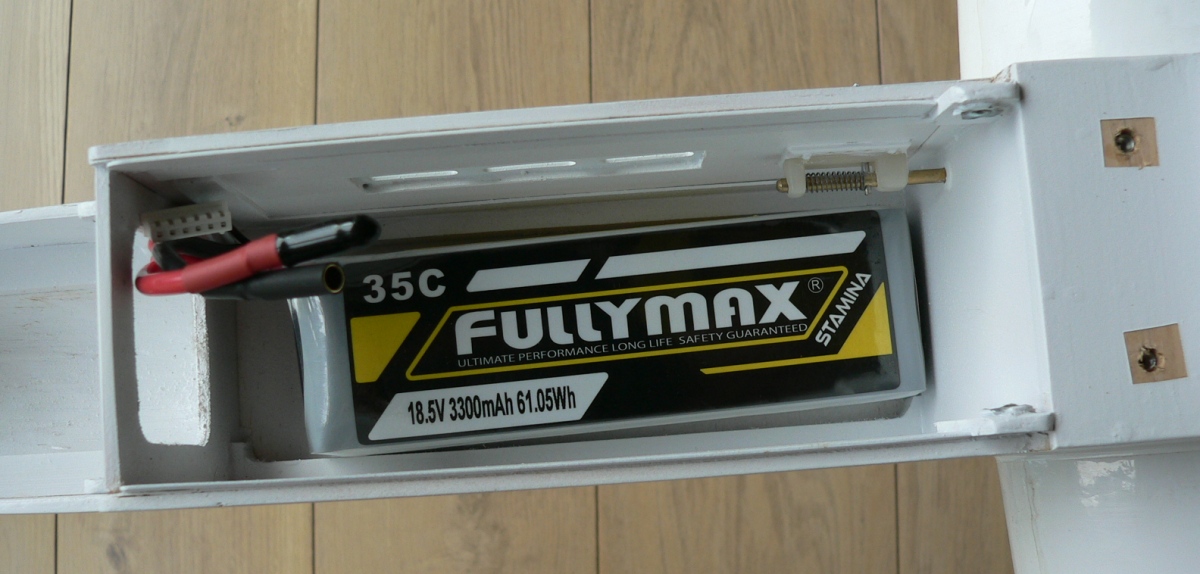 35C
FULLYMAX®
STAMINA
ULTIMATE PERFORMANCE LONG LIFE SAFETY GUARANTEED
18.5V 3300mAh 61.05Wh